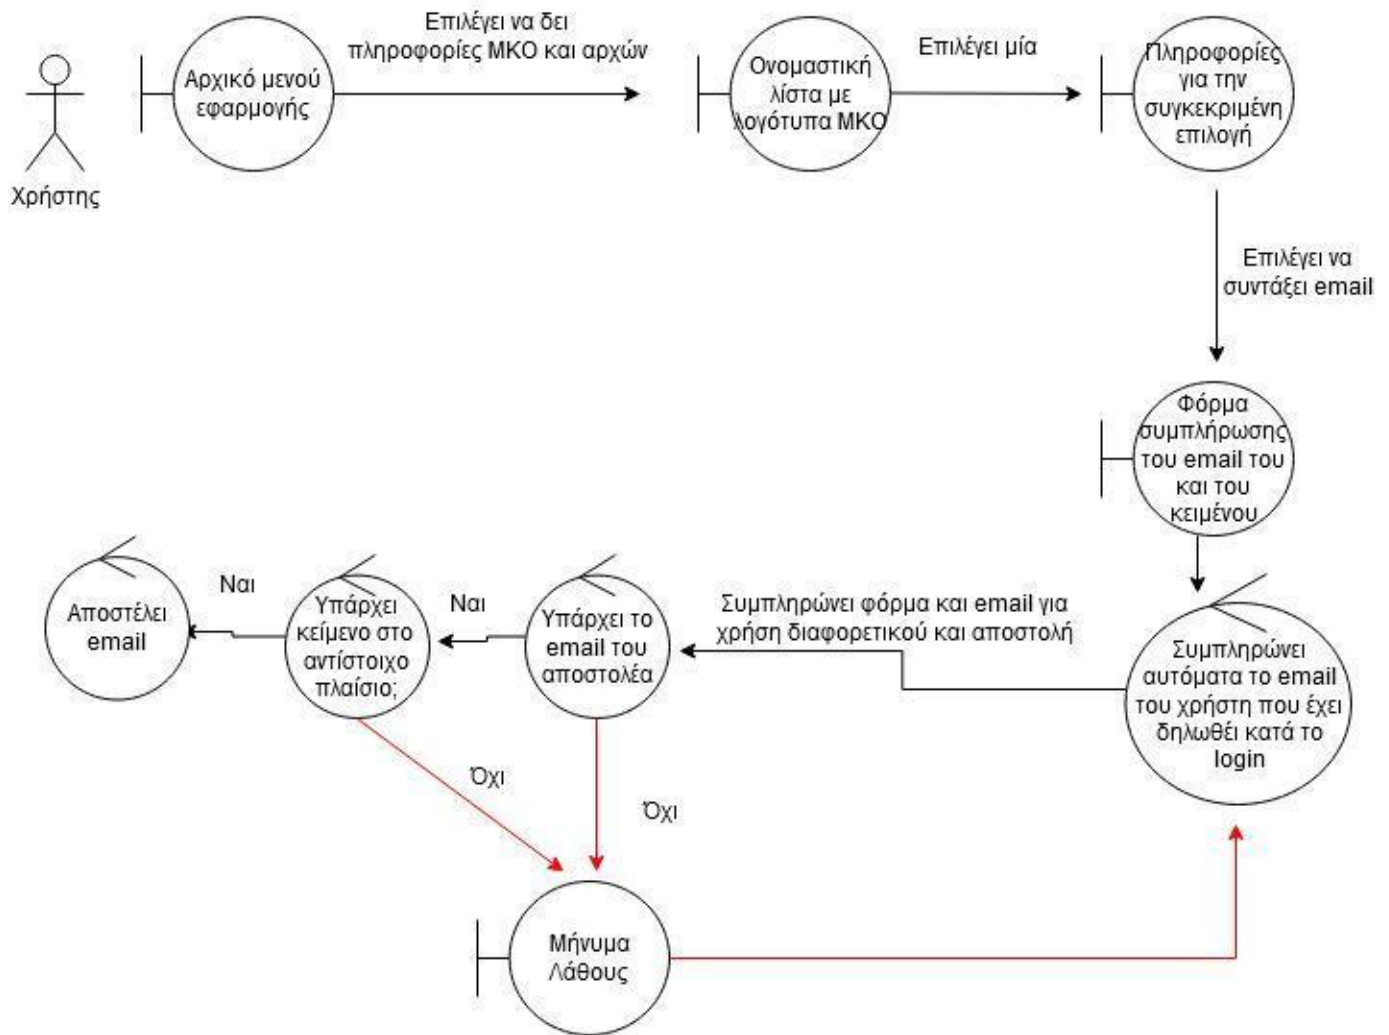 Επιλέγει να δει
πληροφορίες ΜΚΟ και αρχών
Επιλέγει μία
Αρχικό μενού
εφαρμογής
Ονομαστική
λίστα με
λογότυπα ΜΚΟ
Πληροφορίες
για την
συγκεκριμένη
επιλογή
Χρήστης
Επιλέγει να
συντάξει email
Φόρμα
συμπλήρωσης
του email του
και του
κειμένου
Αποστέλει
email
Ναι
Υπάρχει
κείμενο στο
αντίστοιχο
πλαίσιο;
Ναι
Υπάρχει το
email του
αποστολέα
Συμπληρώνει φόρμα και email για
χρήση διαφορετικού και αποστολή
Συμπληρώνει
αυτόματα το email
του χρήστη που έχει
δηλωθέι κατά το
login
Όχι
Όχι
Μήνυμα
Λάθους